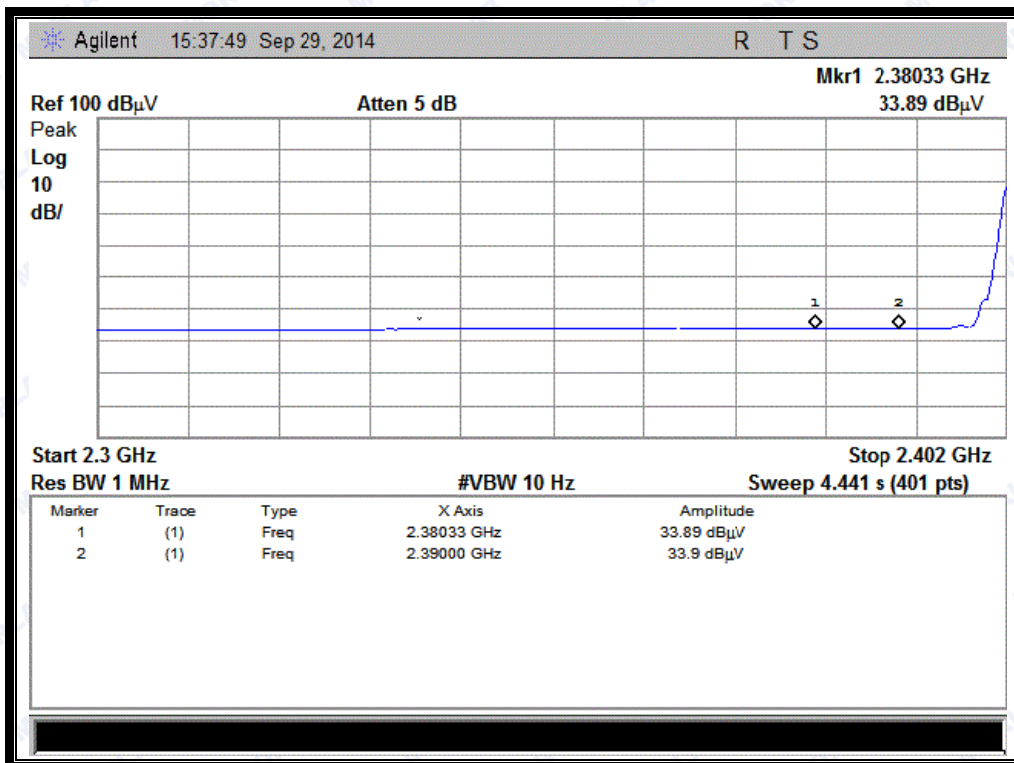 Agilent 15:37:49 Sep 29, 2014 R T S
Mkr1 2.38033 GHz
Ref 100 dBµV Atten 5 dB 33.89 dBµV
Peak
Log
10
dB/
1 2
Start 2.3 GHz Stop 2.402 GHz
Res BW 1 MHz #VBW 10 Hz Sweep 4.441 s (401 pts)
Marker Trace Type X Axis Amplitude
1 (1) Freq 2.38033 GHz 33.89 dBµV
2 (1) Freq 2.39000 GHz 33.9 dBµV